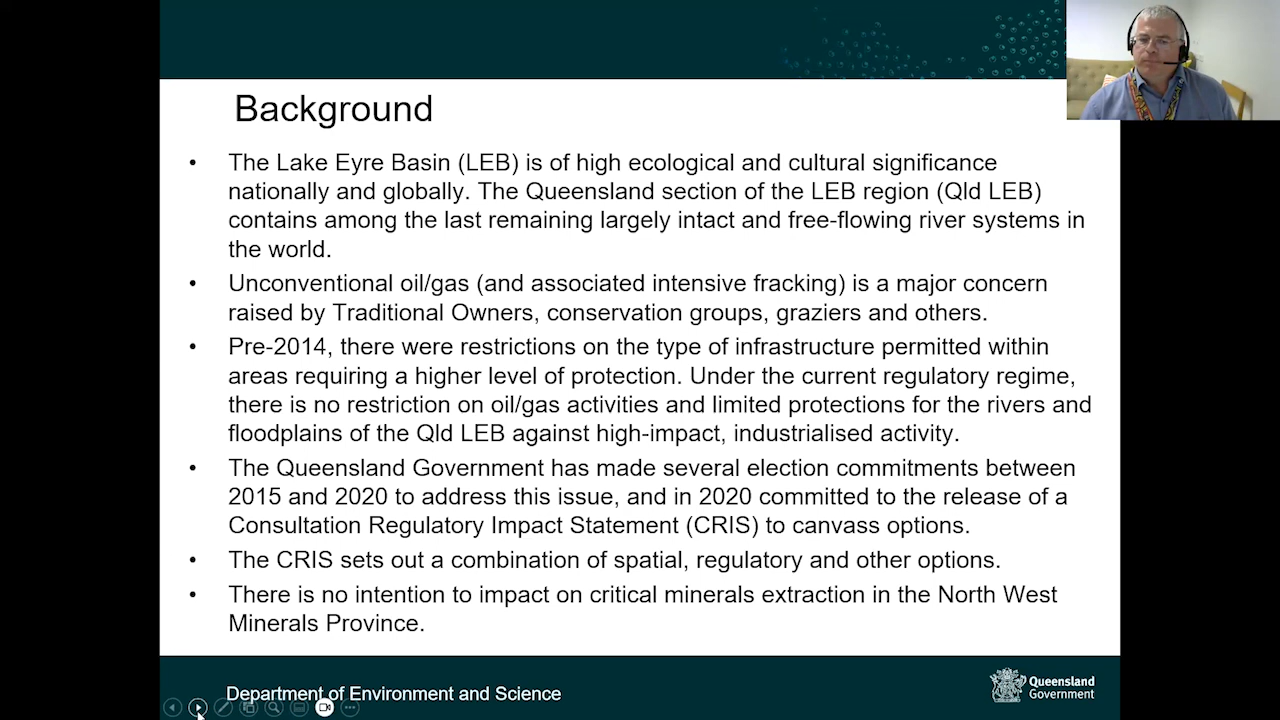 Background
• The Lake Eyre Basin (LEB) is of high ecological and cultural significance
nationally and globally. The Queensland section of the LEB region (Qld LEB)
contains among the last remaining largely intact and free-flowing river systems in
the world.
• Unconventional oil/gas (and associated intensive fracking) is a major concern
raised by Traditional Owners, conservation groups, graziers and others.
• Pre-2014, there were restrictions on the type of infrastructure permitted within
areas requiring a higher level of protection. Under the current regulatory regime,
there is no restriction on oil/gas activities and limited protections for the rivers and
floodplains of the Qld LEB against high-impact, industrialised activity.
• The Queensland Government has made several election commitments between
2015 and 2020 to address this issue, and in 2020 committed to the release of a
Consultation Regulatory Impact Statement (CRIS) to canvass options.
• The CRIS sets out a combination of spatial, regulatory and other options.
• There is no intention to impact on critical minerals extraction in the North West
Minerals Province.
Department of Environment and Science
Queensland
Government